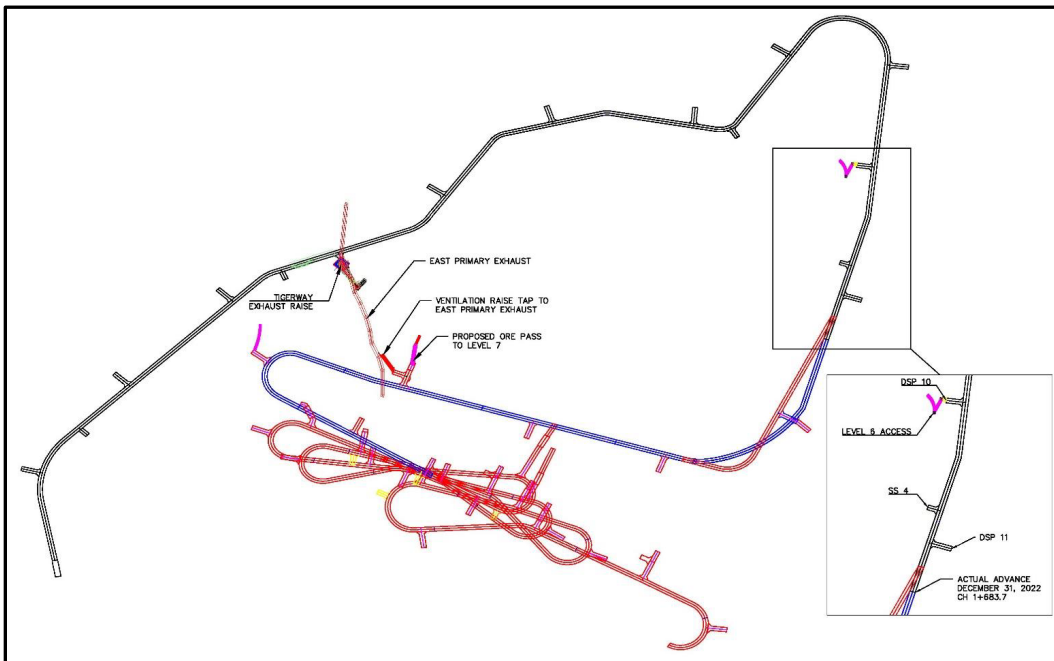 EAST PRIMARY EXHAUST
TIGERWAY
EXHAUST RAISE
VENTILATION RAISE TAP TO
EAST PRIMARY EXHAUST
PROPOSED ORE PASS
TO LEVEL 7
DSP 10
LEVEL 6 ACCESS
SS 4
DSP 11
ACTUAL ADVANCE
DECEMBER 31, 2022
CH 1+683.7